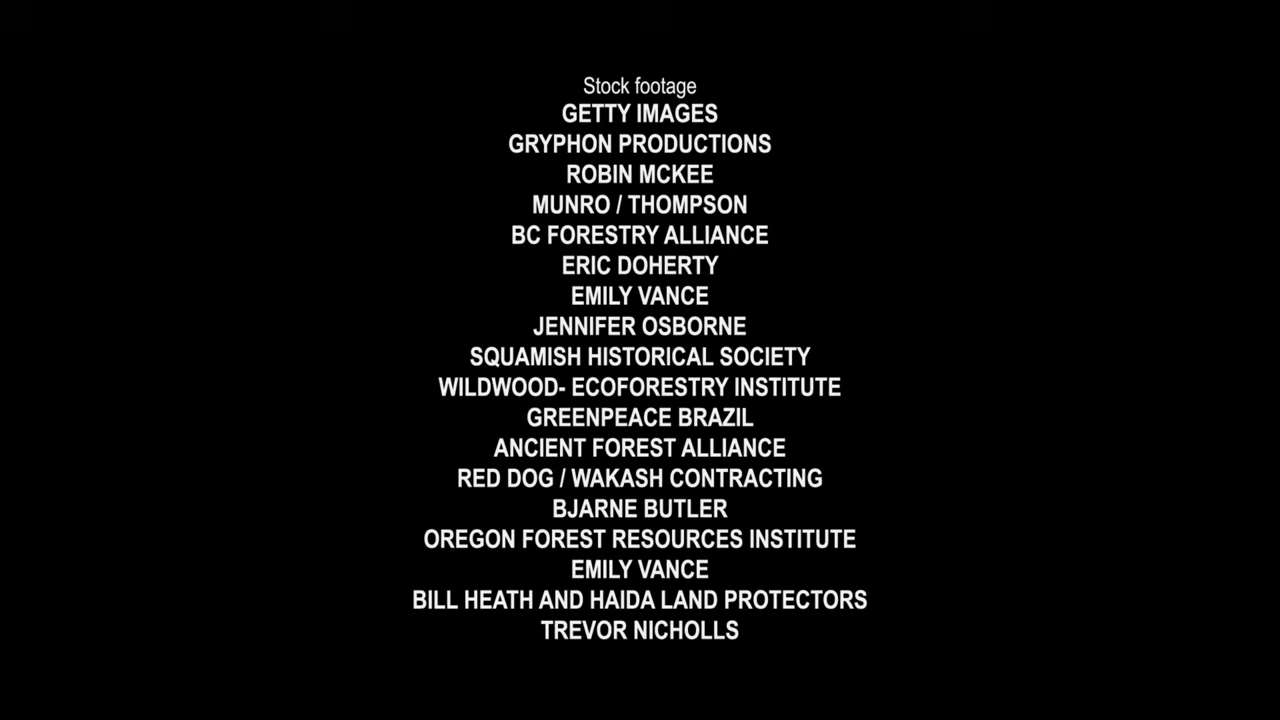 Stock footage
GETTY IMAGES
GRYPHON PRODUCTIONS
ROBIN MCKEE
MUNRO / THOMPSON
BC FORESTRY ALLIANCE
ERIC DOHERTY
EMILY VANCE
JENNIFER OSBORNE
SQUAMISH HISTORICAL SOCIETY
WILDWOOD- ECOFORESTRY INSTITUTE
GREENPEACE BRAZIL
ANCIENT FOREST ALLIANCE
RED DOG / WAKASH CONTRACTING
BJARNE BUTLER
OREGON FOREST RESOURCES INSTITUTE
EMILY VANCE
BILL HEATH AND HAIDA LAND PROTECTORS
TREVOR NICHOLLS